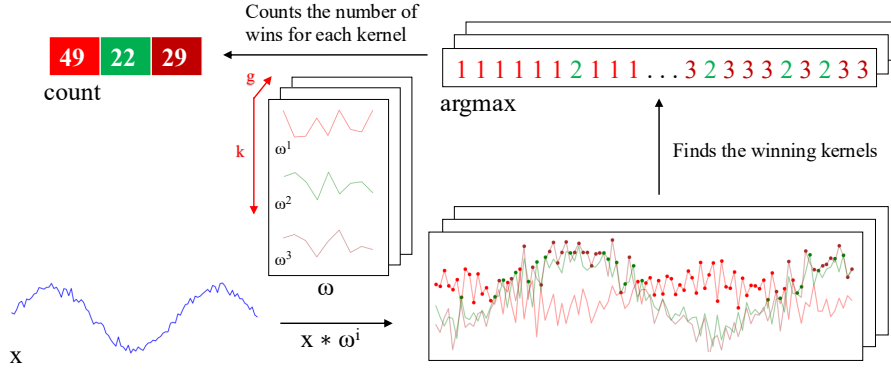 Counts the number of
wins for each kernel
49 22 29
count
1 1 1 1 1 1 2 1 1 1 ... 3 2 3 3 3 2 3 2 3 3
argmax
g
k
ω1
ω2
ω3
ω
Finds the winning kernels
x
x * ωi